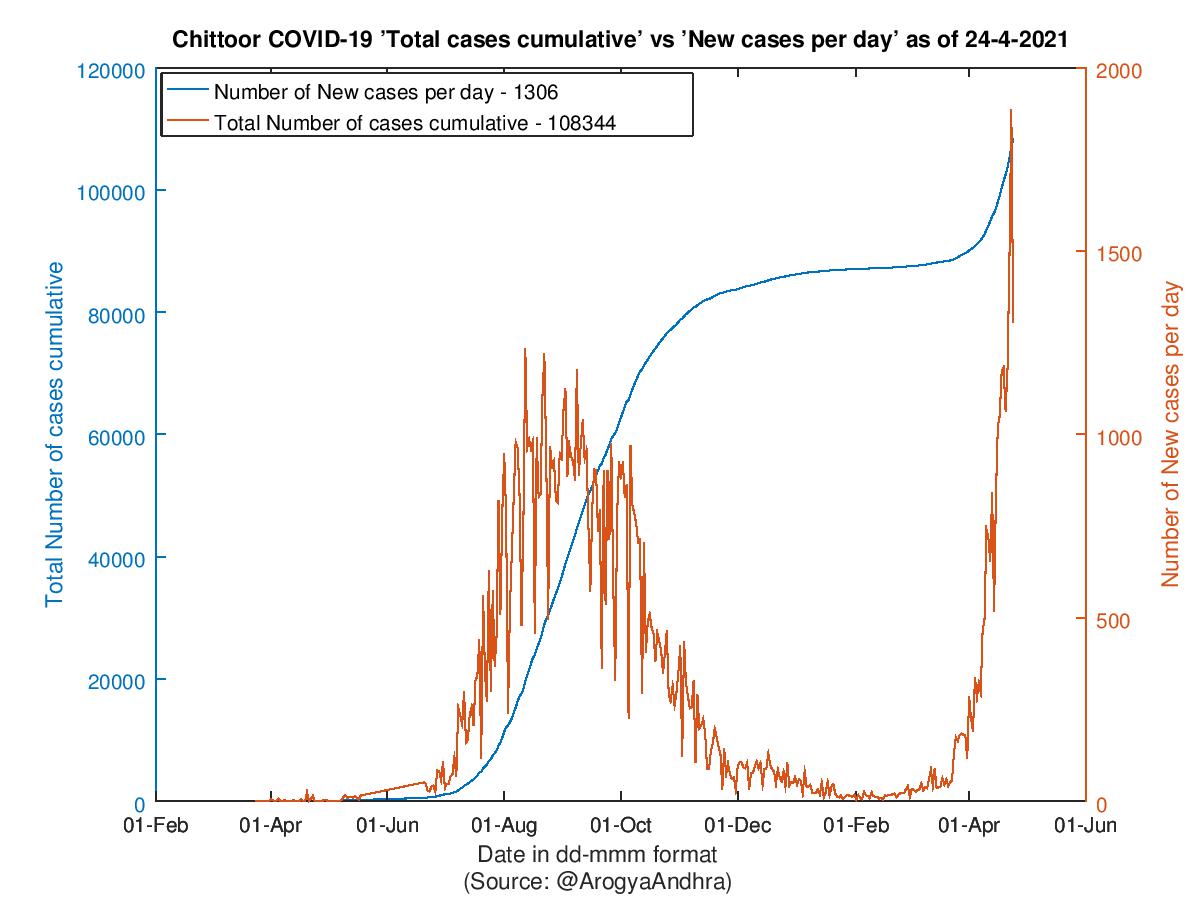 Chittoor COVID-19 'Total cases cumulative' vs 'New cases per day' as of 24-4-2021
Number of New cases per day - 1306
Total Number of cases cumulative - 108344
120000
100000
80000
60000
40000
20000
0
Total Number of cases cumulative
2000
1500
1000
500
0
Number of New cases per day
01-Feb 01-Apr 01-Jun 01-Aug 01-Oct 01-Dec 01-Feb 01-Apr 01-Jun
Date in dd-mmm format
(Source: @ArogyaAndhra)